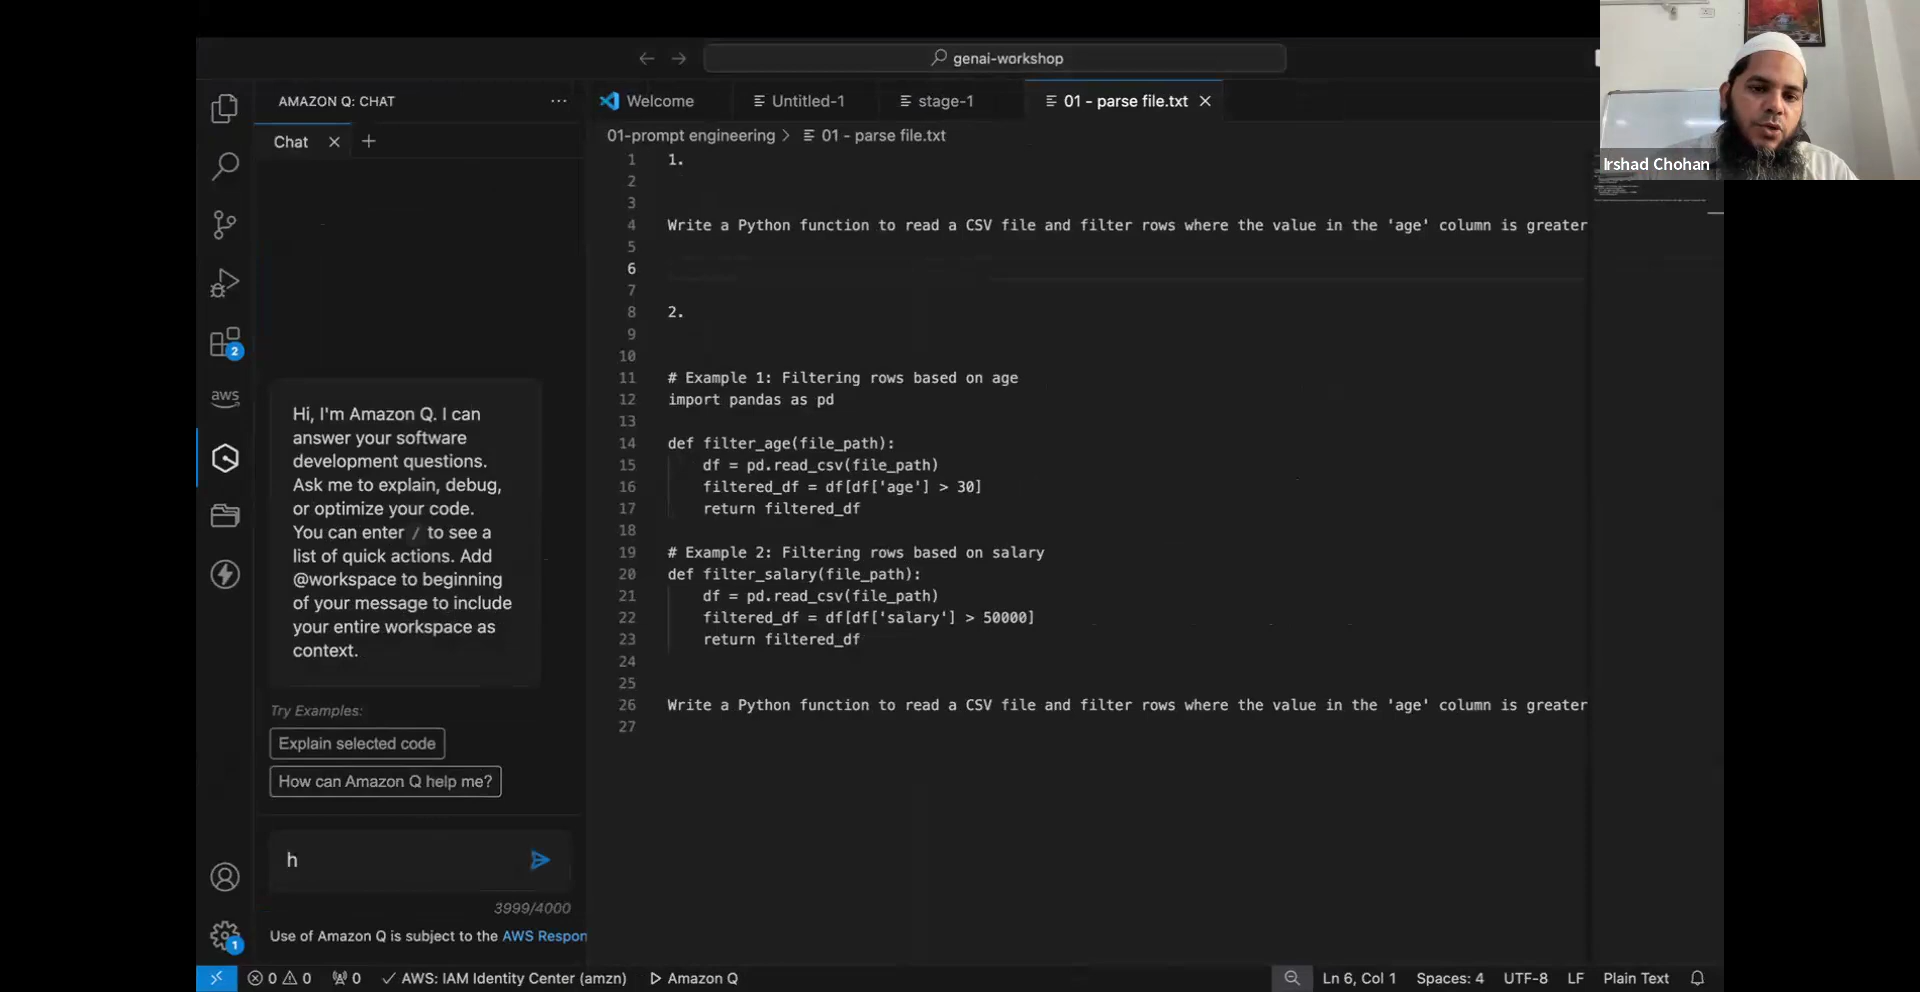 genai-workshop
Irshad Chohan
AMAZON Q: CHAT
Welcome
Untitled-1
stage-1
01 - parse file.txt
Chat
01-prompt engineering > 01 - parse file.txt
1 1.
2
3
4 Write a Python function to read a CSV file and filter rows where the value in the 'age' column is greater
5
6
7
8 2.
9
10
11 # Example 1: Filtering rows based on age
12 import pandas as pd
13
14 def filter_age(file_path):
15 df = pd.read_csv(file_path)
16 filtered_df = df[df['age'] > 30]
17 return filtered_df
18
19 # Example 2: Filtering rows based on salary
20 def filter_salary(file_path):
21 df = pd.read_csv(file_path)
22 filtered_df = df[df['salary'] > 50000]
23 return filtered_df
24
25
26 Write a Python function to read a CSV file and filter rows where the value in the 'age' column is greater
27
2
aws
Hi, I'm Amazon Q. I can
answer your software
development questions.
Ask me to explain, debug,
or optimize your code.
You can enter / to see a
list of quick actions. Add
@workspace to beginning
of your message to include
your entire workspace as
context.
Try Examples:
Explain selected code
How can Amazon Q help me?
h
3999/4000
Use of Amazon Q is subject to the AWS Respon
1
0 0 0 AWS: IAM Identity Center (amzn) Amazon Q
Ln 6, Col 1 Spaces: 4 UTF-8 LF Plain Text